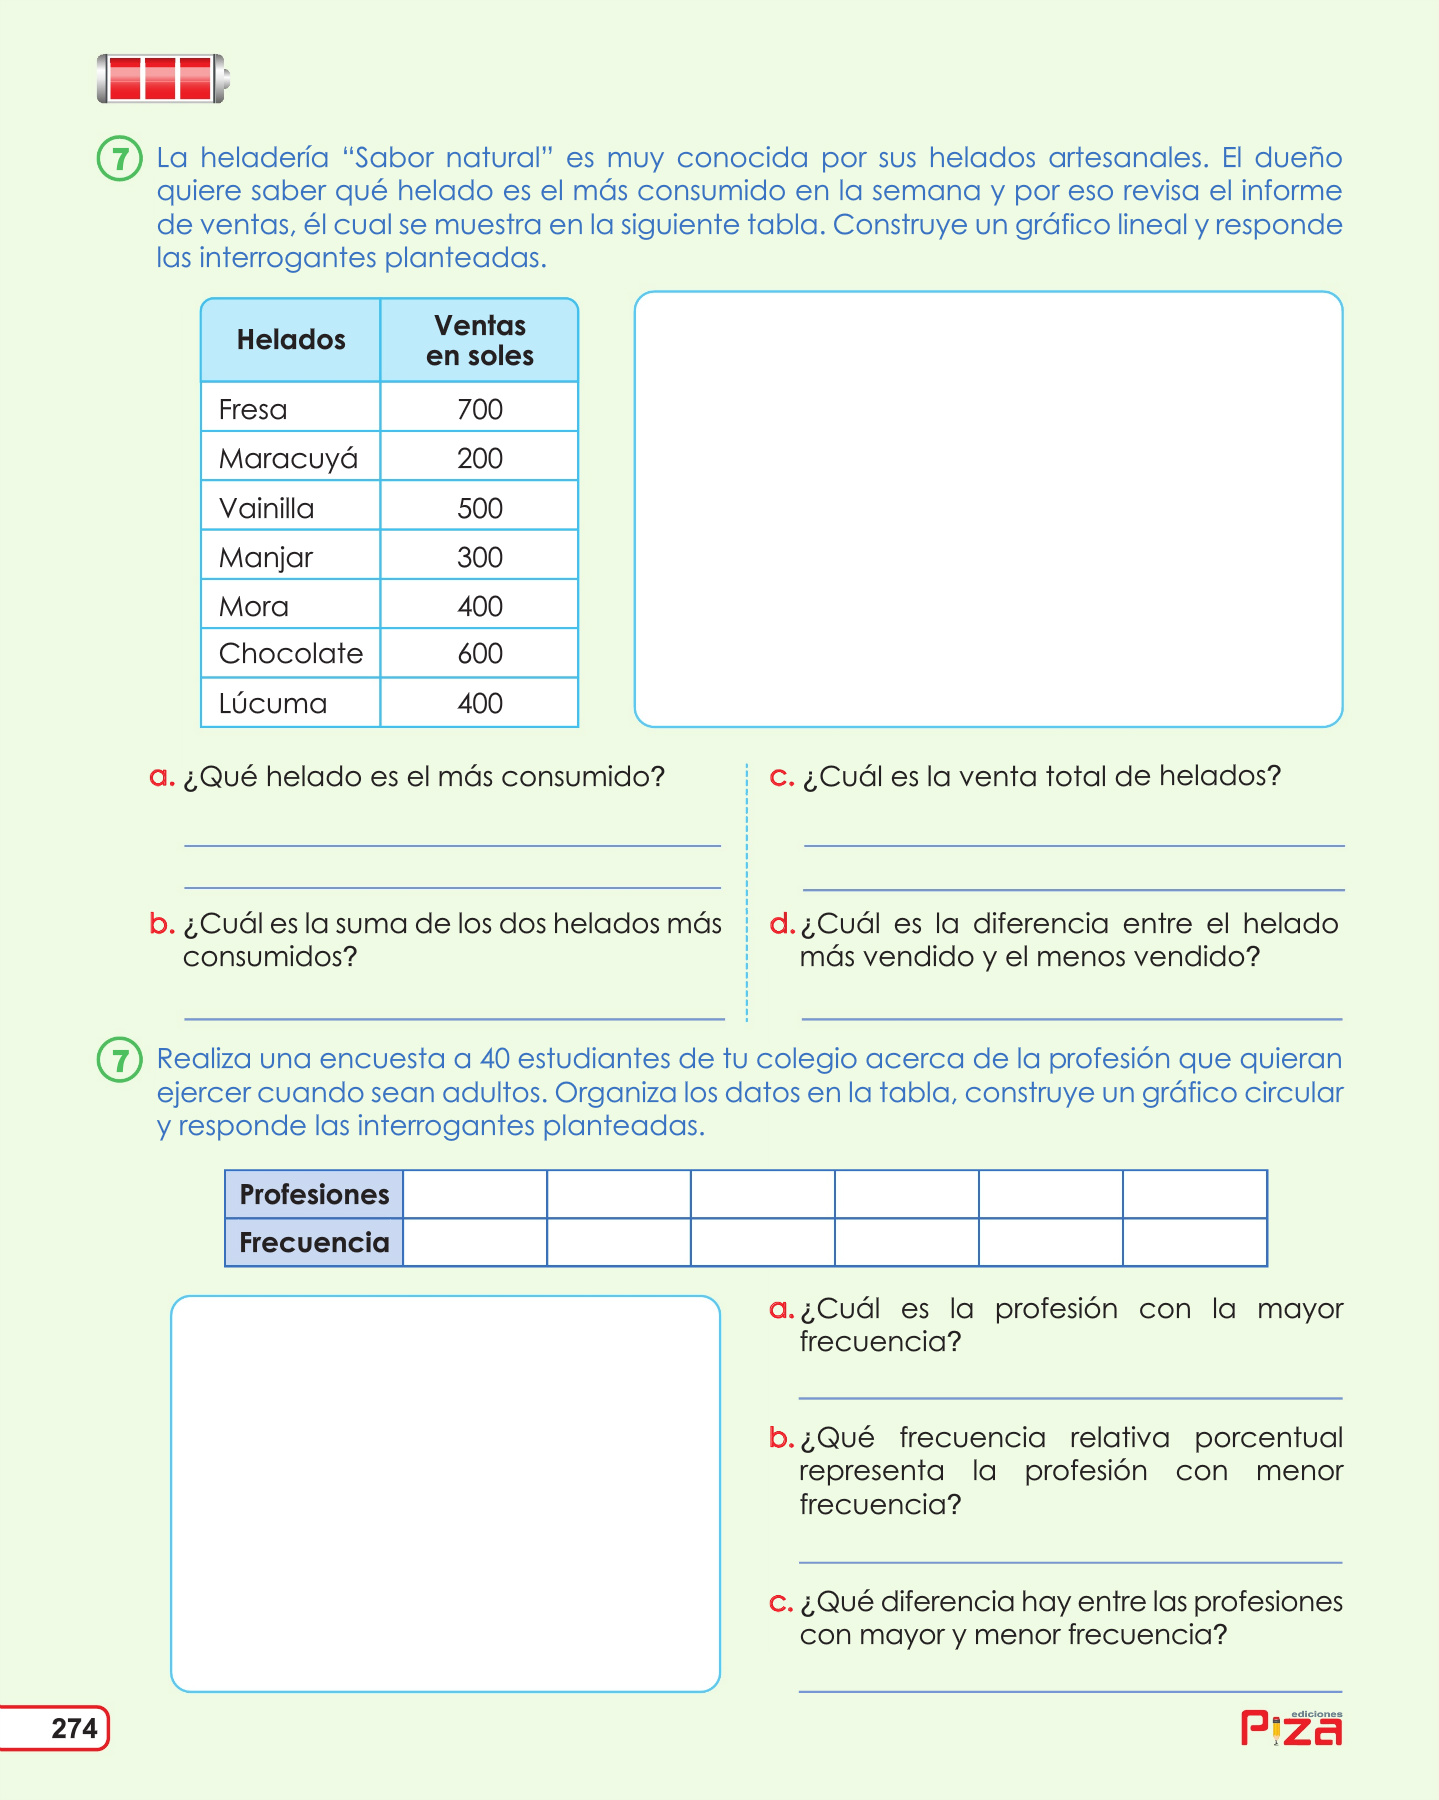 7 La heladería “Sabor natural” es muy conocida por sus helados artesanales. El dueño
quiere saber qué helado es el más consumido en la semana y por eso revisa el informe
de ventas, él cual se muestra en la siguiente tabla. Construye un gráfico lineal y responde
las interrogantes planteadas.
Helados Ventas en soles
Fresa 700
Maracuyá 200
Vainilla 500
Manjar 300
Mora 400
Chocolate 600
Lúcuma 400
a. ¿Qué helado es el más consumido?
b. ¿Cuál es la suma de los dos helados más
consumidos?
c. ¿Cuál es la venta total de helados?
d. ¿Cuál es la diferencia entre el helado
más vendido y el menos vendido?
7 Realiza una encuesta a 40 estudiantes de tu colegio acerca de la profesión que quieran
ejercer cuando sean adultos. Organiza los datos en la tabla, construye un gráfico circular
y responde las interrogantes planteadas.
Profesiones
Frecuencia
a. ¿Cuál es la profesión con la mayor
frecuencia?
b. ¿Qué frecuencia relativa porcentual
representa la profesión con menor
frecuencia?
c. ¿Qué diferencia hay entre las profesiones
con mayor y menor frecuencia?
274
ediciones
Piza